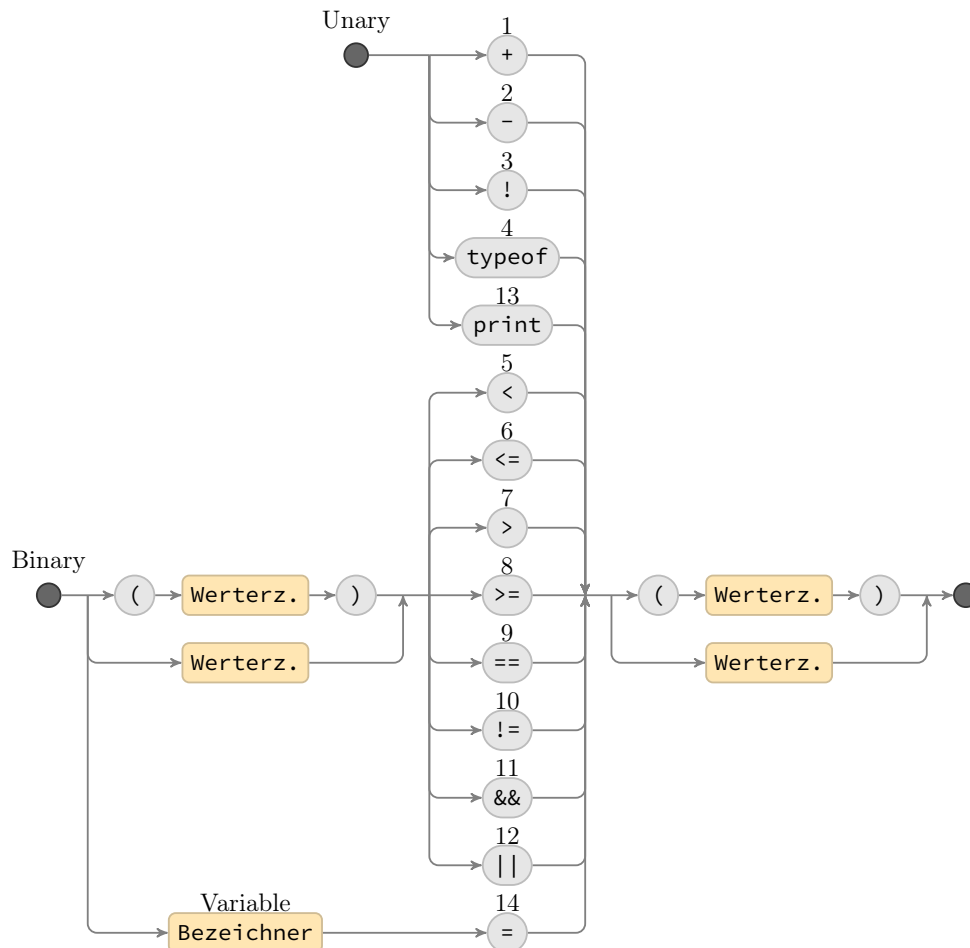 Unary
1
+
2
-
3
!
4
typeof
13
print
5
<
6
<=
7
>
Binary
8
( Werterz. ) >= ( Werterz. )
9
Werterz. == Werterz.
10
!=
11
&&
12
||
Variable
14
Bezeichner =